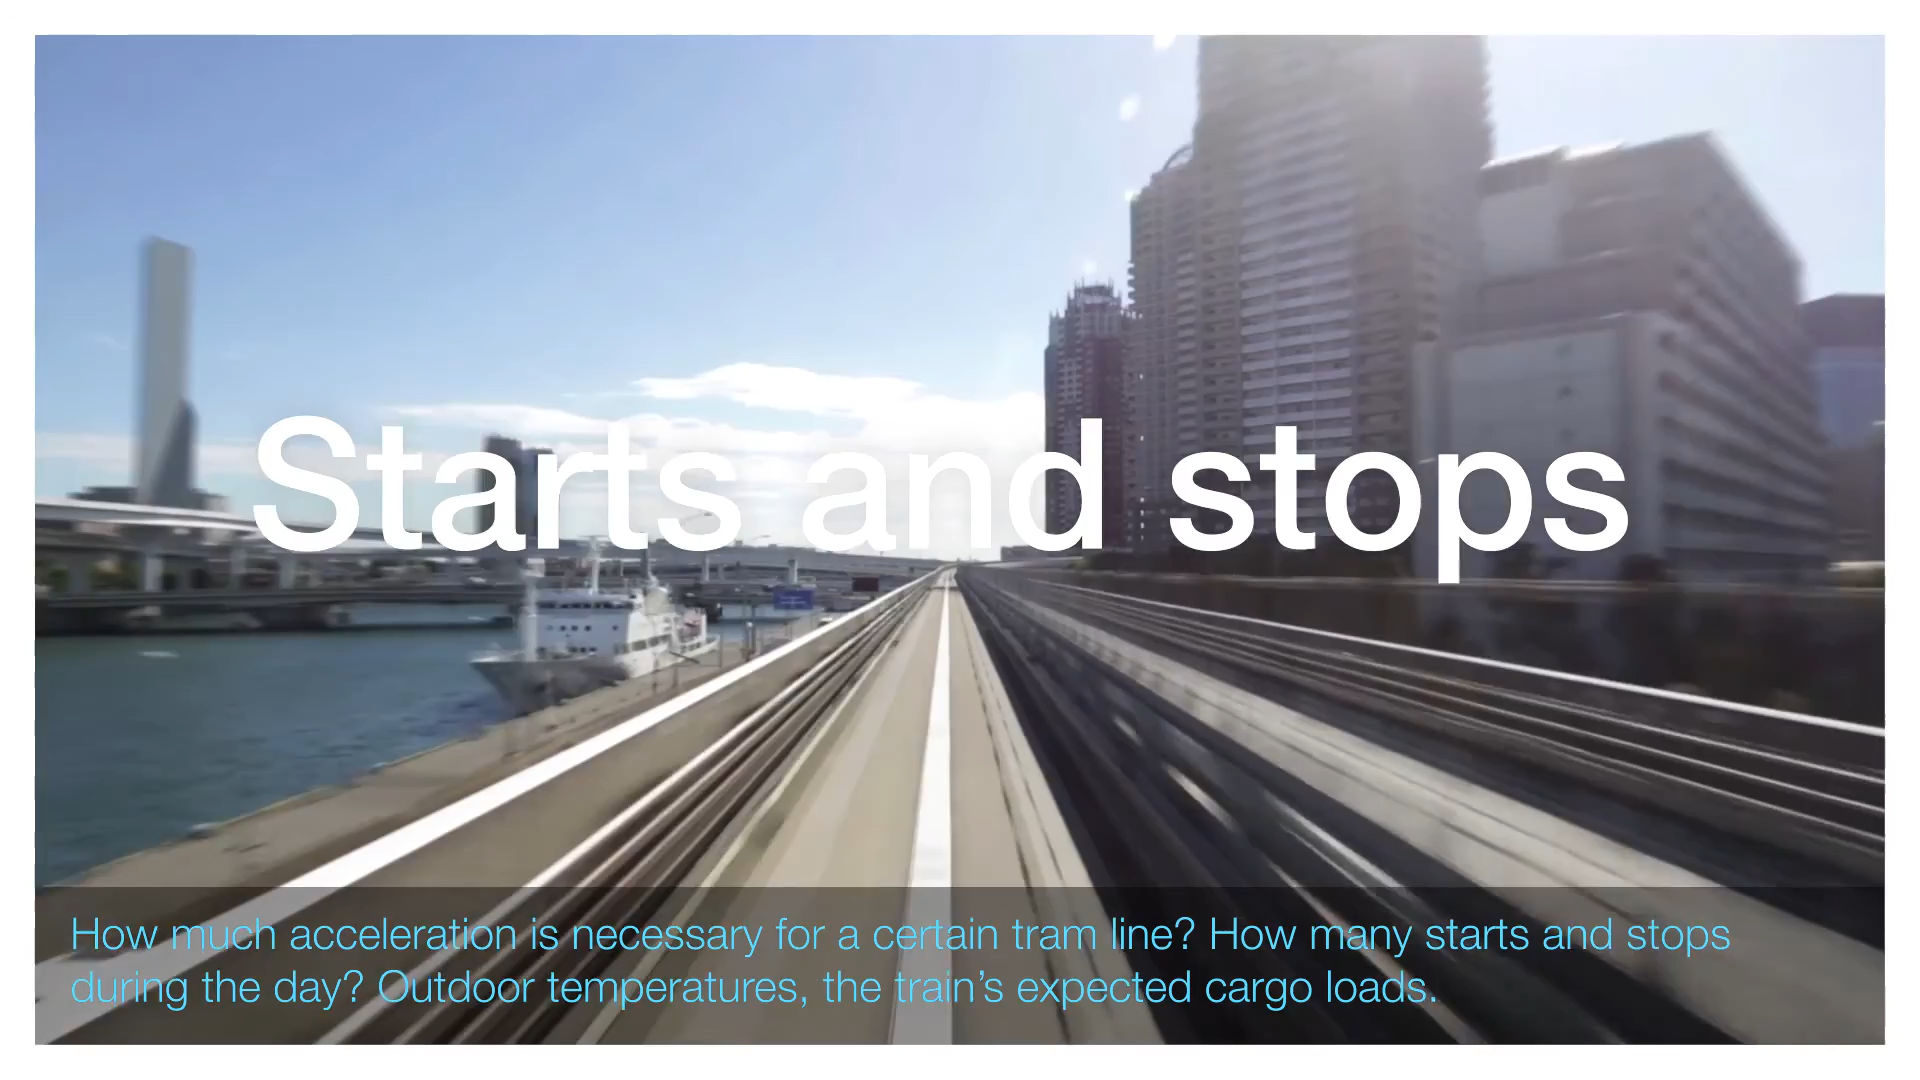 Starts and stops
How much acceleration is necessary for a certain tram line? How many starts and stops
during the day? Outdoor temperatures, the train’s expected cargo loads.